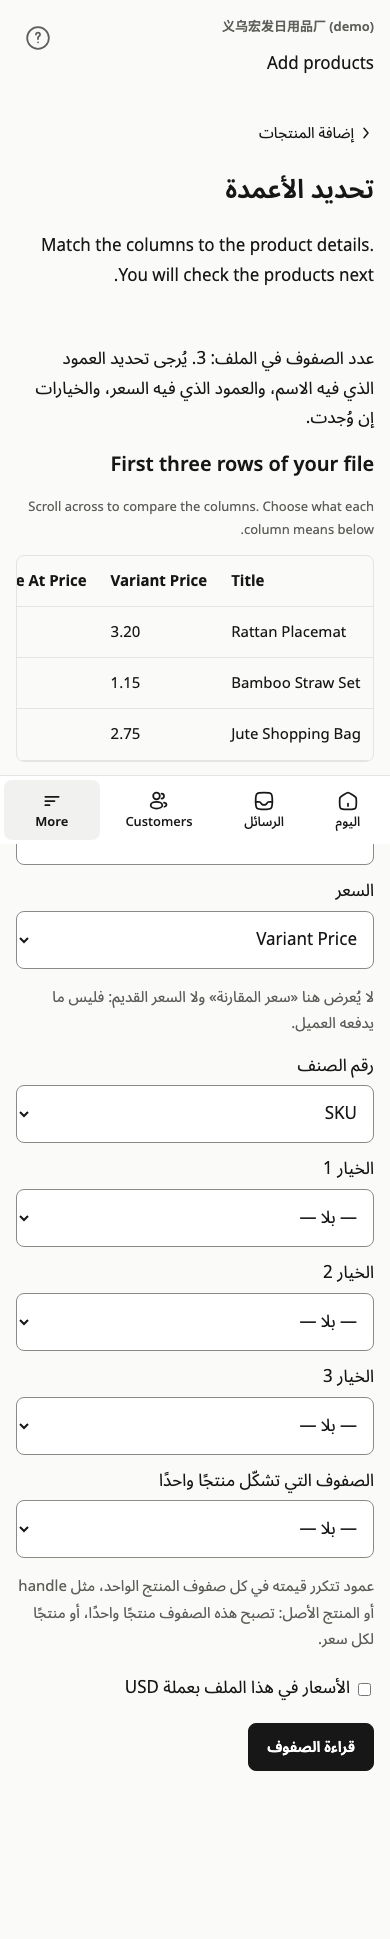 义乌宏发日用品厂 (demo)
Add products
إضافة المنتجات
تحديد الأعمدة
Match the columns to the product details.
You will check the products next.
عدد الصفوف في الملف: 3. يُرجى تحديد العمود
الذي فيه الاسم، والعمود الذي فيه السعر، والخيارات
إن وُجدت.
First three rows of your file
Scroll across to compare the columns. Choose what each
column means below.
Title Variant Price e At Price
Rattan Placemat 3.20
Bamboo Straw Set 1.15
Jute Shopping Bag 2.75
اليوم الرسائل Customers More
السعر
Variant Price
لا يُعرض هنا «سعر المقارنة» ولا السعر القديم: فليس ما
يدفعه العميل.
رقم الصنف
SKU
الخيار 1
— بلا —
الخيار 2
— بلا —
الخيار 3
— بلا —
الصفوف التي تشكّل منتجًا واحدًا
— بلا —
عمود تتكرر قيمته في كل صفوف المنتج الواحد، مثل handle
أو المنتج الأصل: تصبح هذه الصفوف منتجًا واحدًا، أو منتجًا
لكل سعر.
الأسعار في هذا الملف بعملة USD
قراءة الصفوف